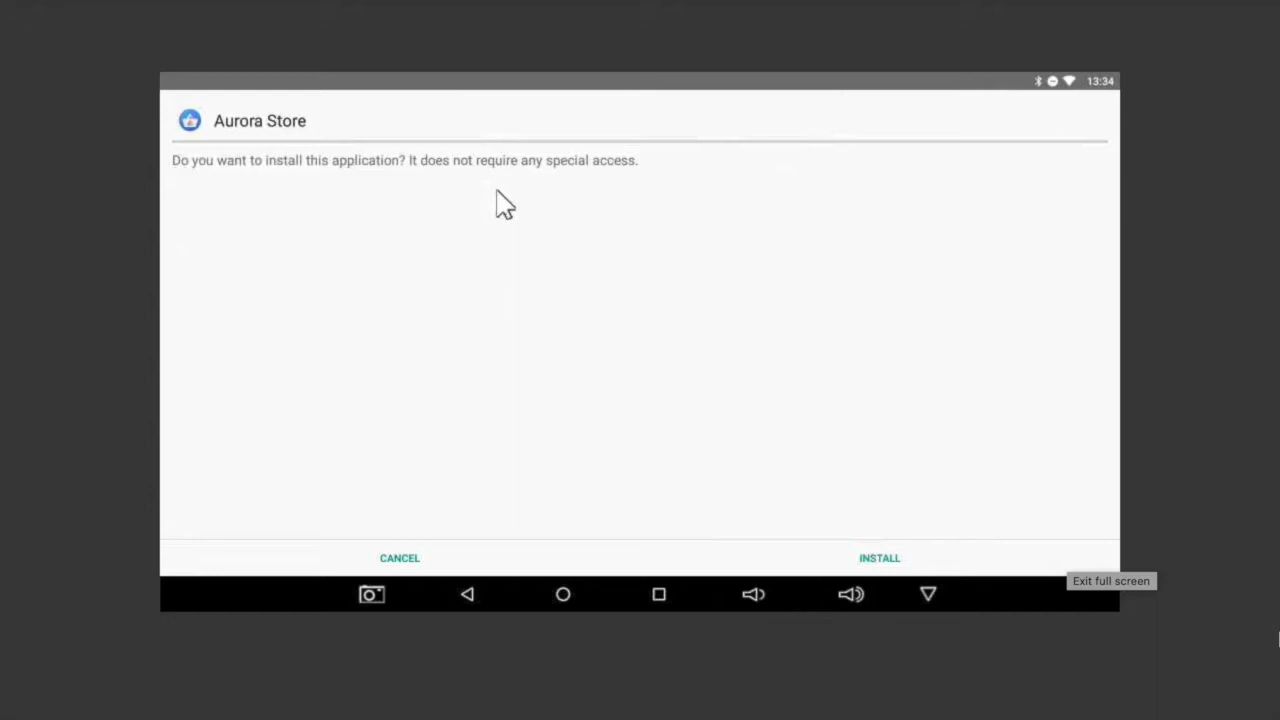 13:34
Aurora Store
Do you want to install this application? It does not require any special access.
CANCEL
INSTALL
Exit full screen